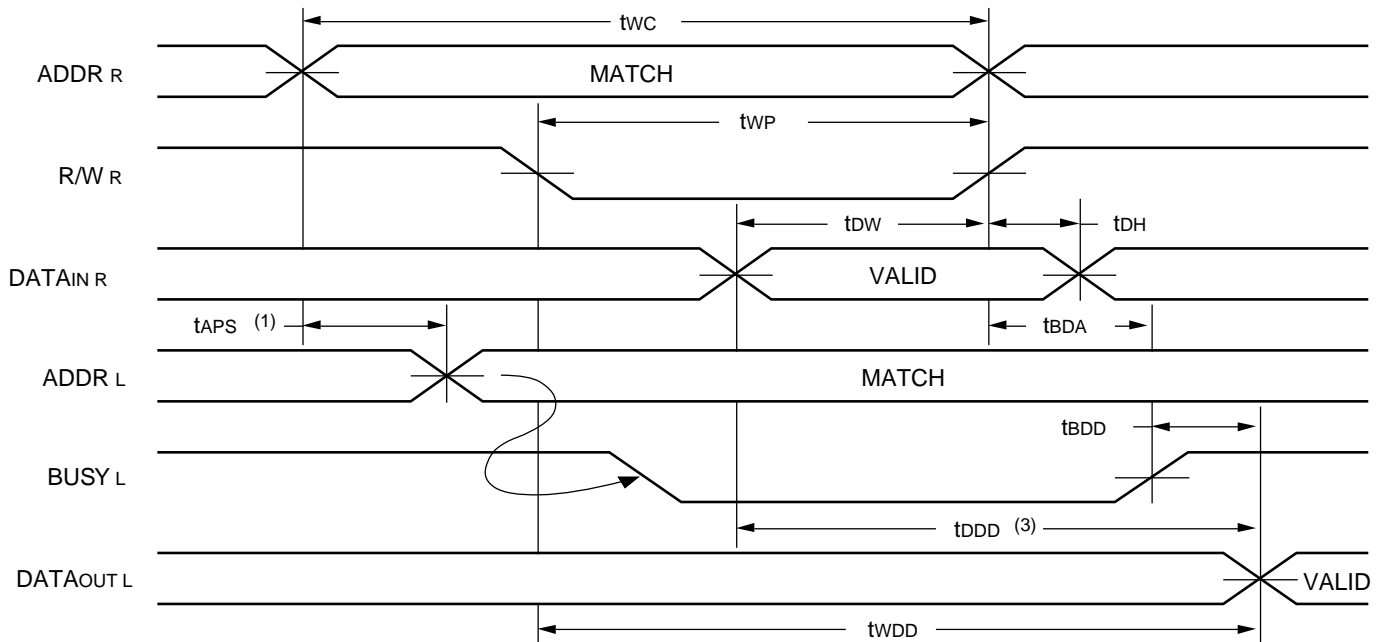 tWC
ADDR R
MATCH
tWP
R/W R
tDW
tDH
DATAIN R
VALID
tAPS (1)
tBDA
ADDR L
MATCH
tBDD
BUSY L
tDDD (3)
DATAOUT L
VALID
tWDD